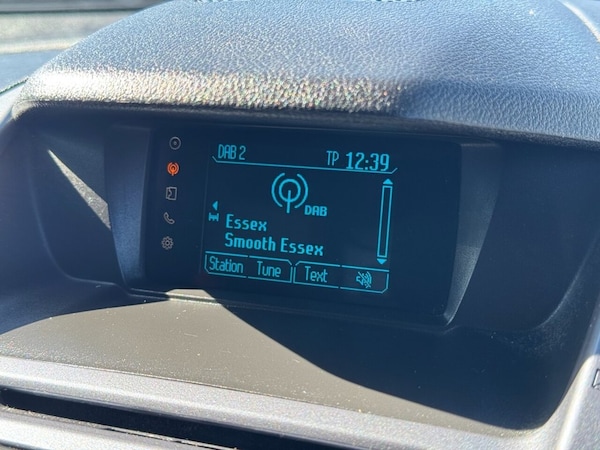 DAB 2 TP 12:39
DAB
Essex
Smooth Essex
Station Tune Text